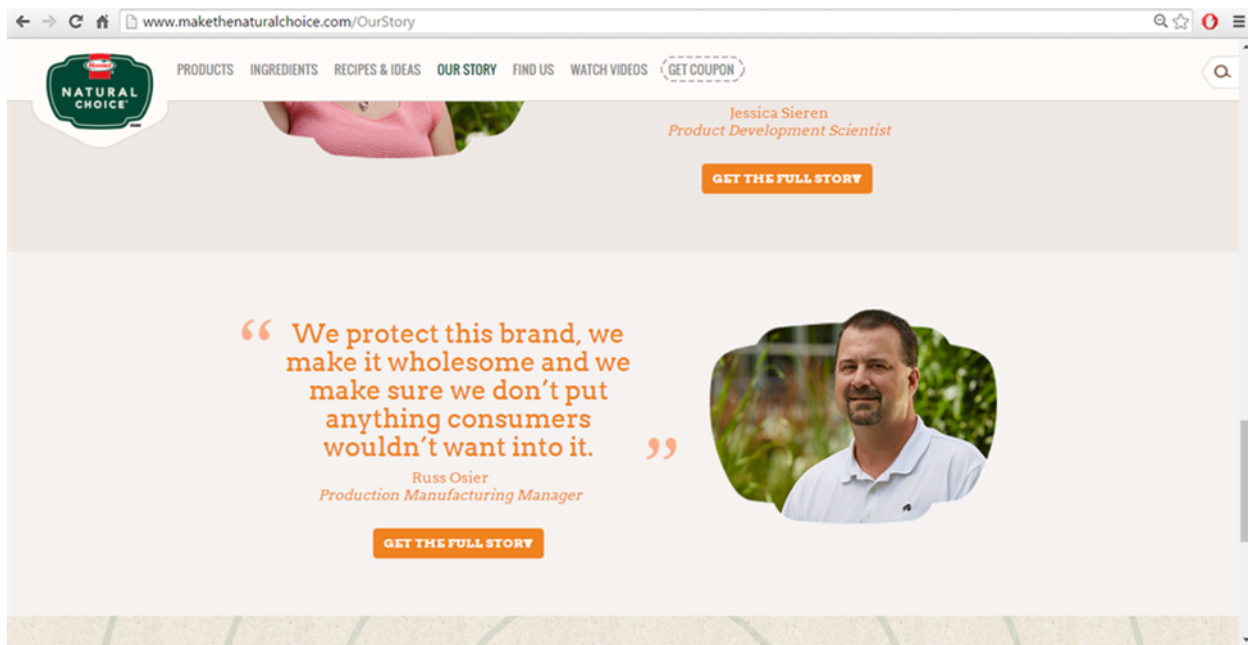 www.makethenaturalchoice.com/OurStory
Hormel
NATURAL
CHOICE
PRODUCTS INGREDIENTS RECIPES & IDEAS OUR STORY FIND US WATCH VIDEOS GET COUPON
Jessica Sieren
Product Development Scientist
GET THE FULL STORY
“ We protect this brand, we
make it wholesome and we
make sure we don’t put
anything consumers
wouldn’t want into it. ”
Russ Osier
Production Manufacturing Manager
GET THE FULL STORY